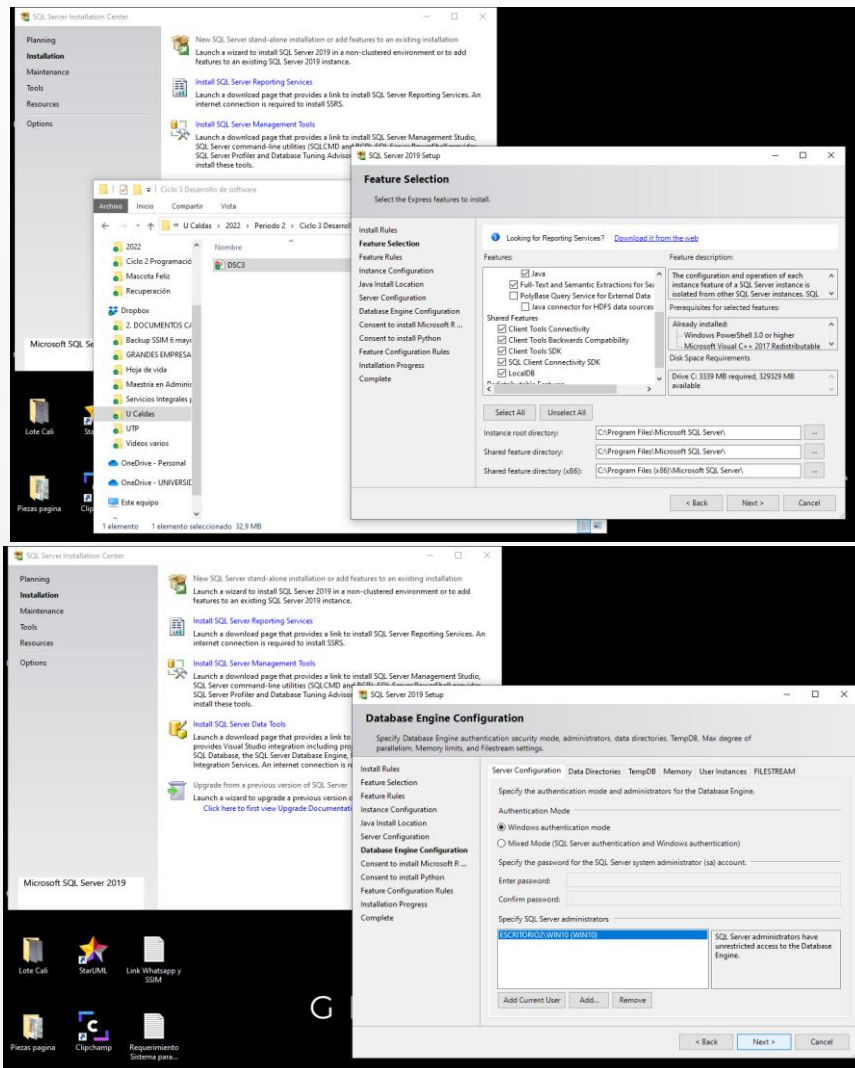 SQL Server Installation Center
Planning
Installation
Maintenance
Tools
Resources
Options
New SQL Server stand-alone installation or add features to an existing installation
Launch a wizard to install SQL Server 2019 in a non-clustered environment or to add
features to an existing SQL Server 2019 instance.
Install SQL Server Reporting Services
Launch a download page that provides a link to install SQL Server Reporting Services. An
internet connection is required to install SSRS.
Install SQL Server Management Tools
Launch a download page that provides a link to install SQL Server Management Studio,
SQL Server command-line utilities (SQLCMD and
SQL Server Profiler and Database Tuning Advisor
install these tools.
Microsoft SQL Se
Ciclo 3 Desarrollo de software
Archivo Inicio Compartir Vista
U Caldas > 2022 > Periodo 2 > Ciclo 3 Desarroll
Nombre
DSC3
2022
Ciclo 2 Programació
Mascota Feliz
Recuperación
Dropbox
2. DOCUMENTOS C/
Backup SSIM 6 mayo
GRANDES EMPRESA
Hoja de vida
Maestria en Adminis
Servicios Integrales p
U Caldas
UTP
Videos varios
OneDrive - Personal
OneDrive - UNIVERSID
Este equipo
1 elemento 1 elemento seleccionado 32,9 MB
Lote Cali
Sta
Piezas pagina
Clip
SQL Server 2019 Setup
Feature Selection
Select the Express features to install.
Install Rules
Feature Selection
Feature Rules
Instance Configuration
Java Install Location
Server Configuration
Database Engine Configuration
Consent to install Microsoft R ...
Consent to install Python
Feature Configuration Rules
Installation Progress
Complete
Looking for Reporting Services? Download it from the web
Features:
Java
Full-Text and Semantic Extractions for Sea
PolyBase Query Service for External Data
Java connector for HDFS data sources
Shared Features
Client Tools Connectivity
Client Tools Backwards Compatibility
Client Tools SDK
SQL Client Connectivity SDK
LocalDB
Redistributable Features
Feature description:
The configuration and operation of each
instance feature of a SQL Server instance is
isolated from other SQL Server instances. SQL
Prerequisites for selected features:
Already installed:
Windows PowerShell 3.0 or higher
Microsoft Visual C++ 2017 Redistributable
Disk Space Requirements
Drive C: 3339 MB required, 329329 MB
available
Select All Unselect All
Instance root directory: C:\Program Files\Microsoft SQL Server\ ...
Shared feature directory: C:\Program Files\Microsoft SQL Server\ ...
Shared feature directory (x86): C:\Program Files (x86)\Microsoft SQL Server\ ...
< Back Next > Cancel
SQL Server Installation Center
Planning
Installation
Maintenance
Tools
Resources
Options
New SQL Server stand-alone installation or add features to an existing installation
Launch a wizard to install SQL Server 2019 in a non-clustered environment or to add
features to an existing SQL Server 2019 instance.
Install SQL Server Reporting Services
Launch a download page that provides a link to install SQL Server Reporting Services. An
internet connection is required to install SSRS.
Install SQL Server Management Tools
Launch a download page that provides a link to install SQL Server Management Studio,
SQL Server command-line utilities (SQLCMD and
SQL Server Profiler and Database Tuning Advisor
install these tools.
Install SQL Server Data Tools
Launch a download page that provides a link to
provides Visual Studio integration including proj
SQL Database, the SQL Server Database Engine,
Integration Services. An internet connection is re
Upgrade from a previous version of SQL Server
Launch a wizard to upgrade a previous version o
Click here to first view Upgrade Documentati
Microsoft SQL Server 2019
SQL Server 2019 Setup
Database Engine Configuration
Specify Database Engine authentication security mode, administrators, data directories, TempDB, Max degree of
parallelism, Memory limits, and Filestream settings.
Install Rules
Feature Selection
Feature Rules
Instance Configuration
Java Install Location
Server Configuration
Database Engine Configuration
Consent to install Microsoft R ...
Consent to install Python
Feature Configuration Rules
Installation Progress
Complete
Server Configuration Data Directories TempDB Memory User Instances FILESTREAM
Specify the authentication mode and administrators for the Database Engine.
Authentication Mode
Windows authentication mode
Mixed Mode (SQL Server authentication and Windows authentication)
Specify the password for the SQL Server system administrator (sa) account.
Enter password:
Confirm password:
Specify SQL Server administrators
ESCRITORIO2\WIN10 (WIN10)
SQL Server administrators have
unrestricted access to the Database
Engine.
Add Current User Add... Remove
< Back Next > Cancel
Lote Cali
StarUML
Link Whatsapp y
SSIM
Piezas pagina
Clipchamp
Requerimiento
Sistema para...
G